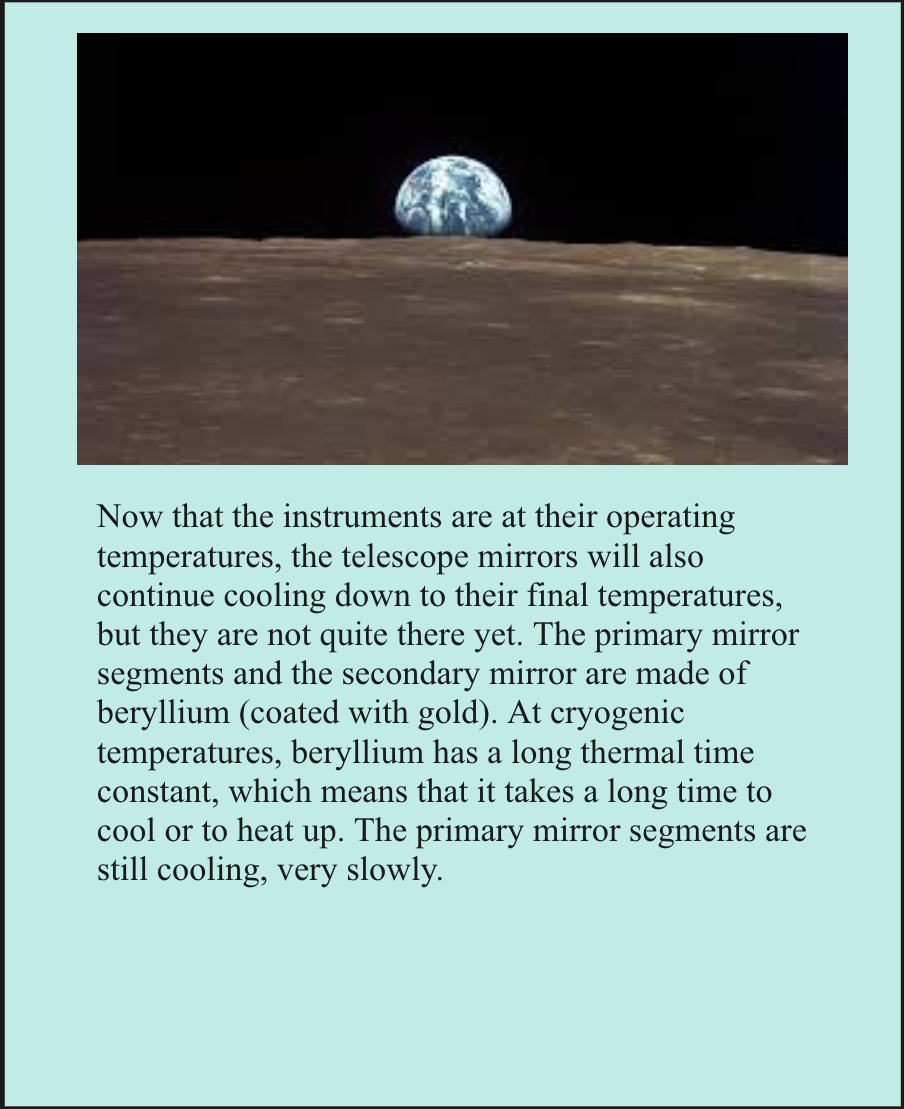 Now that the instruments are at their operating
temperatures, the telescope mirrors will also
continue cooling down to their final temperatures,
but they are not quite there yet. The primary mirror
segments and the secondary mirror are made of
beryllium (coated with gold). At cryogenic
temperatures, beryllium has a long thermal time
constant, which means that it takes a long time to
cool or to heat up. The primary mirror segments are
still cooling, very slowly.